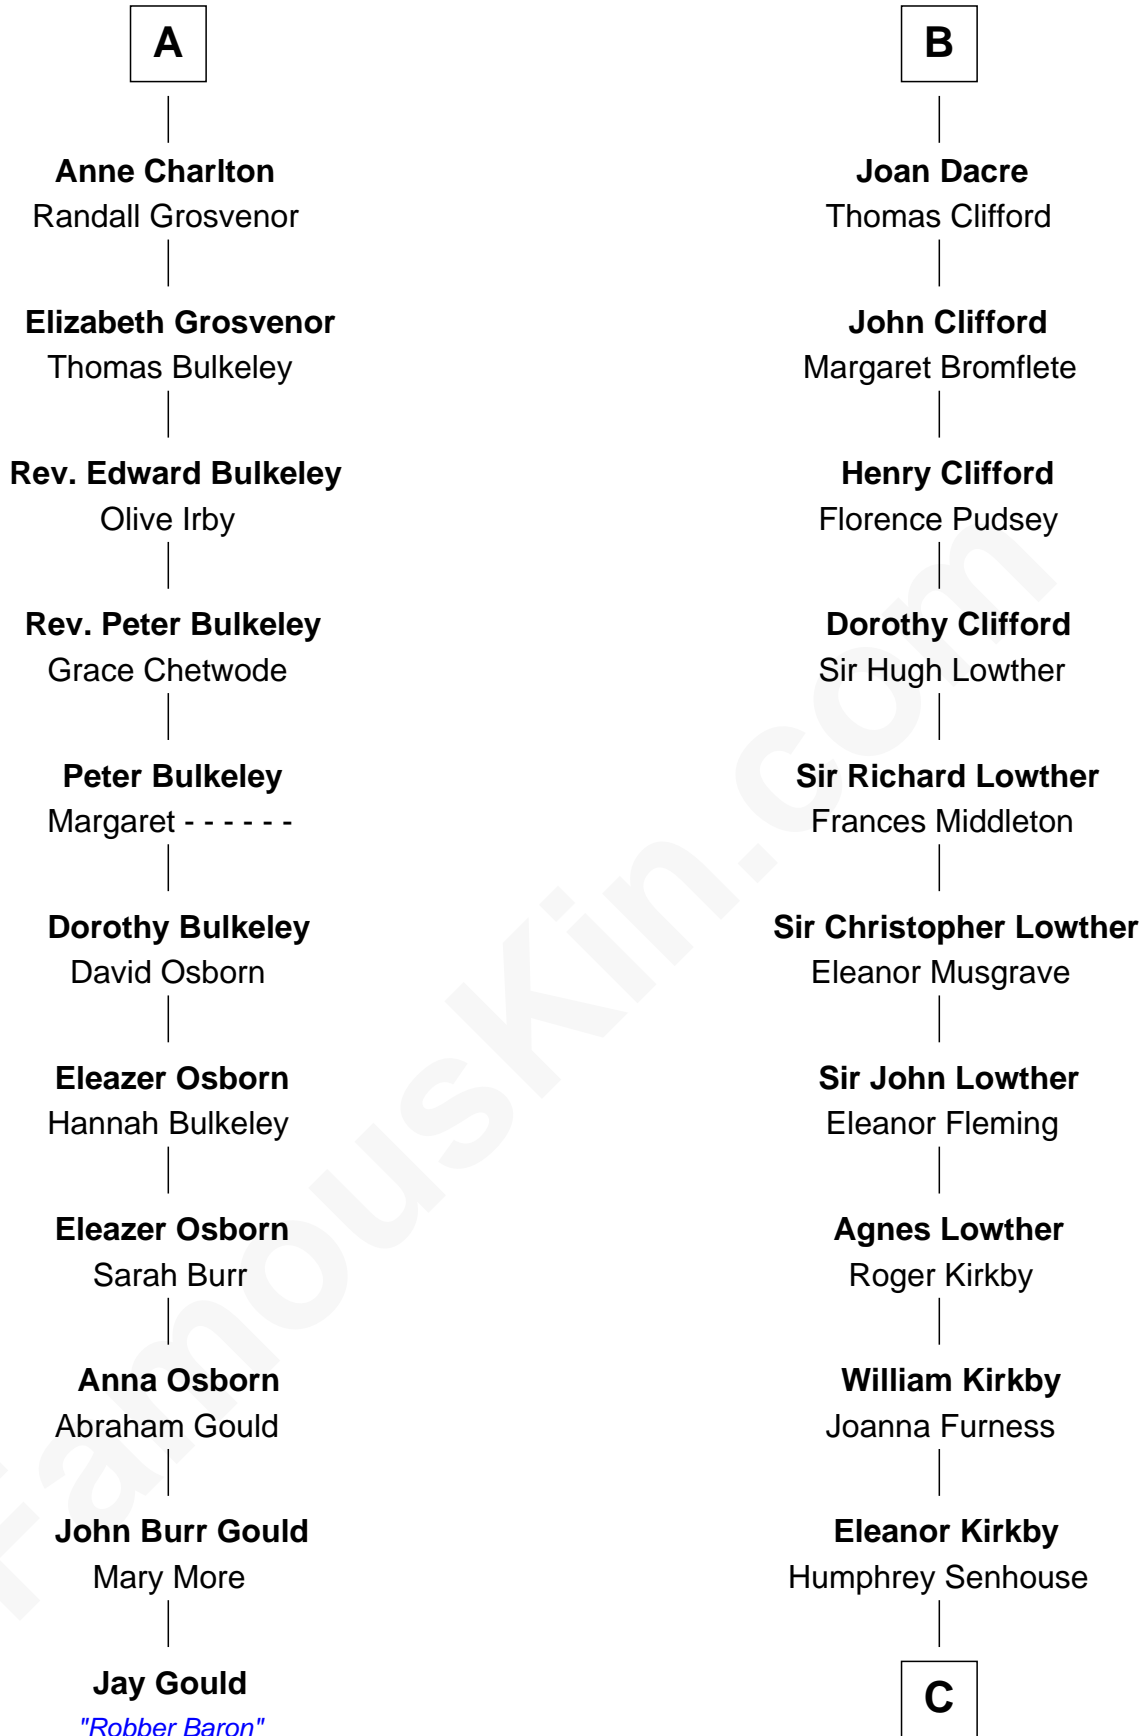 A
Anne Charlton
Randall Grosvenor
Elizabeth Grosvenor
Thomas Bulkeley
Rev. Edward Bulkeley
Olive Irby
Rev. Peter Bulkeley
Grace Chetwode
Peter Bulkeley
Margaret - - - - - -
Dorothy Bulkeley
David Osborn
Eleazer Osborn
Hannah Bulkeley
Eleazer Osborn
Sarah Burr
Anna Osborn
Abraham Gould
John Burr Gould
Mary More
Jay Gould
"Robber Baron"
B
Joan Dacre
Thomas Clifford
John Clifford
Margaret Bromflete
Henry Clifford
Florence Pudsey
Dorothy Clifford
Sir Hugh Lowther
Sir Richard Lowther
Frances Middleton
Sir Christopher Lowther
Eleanor Musgrave
Sir John Lowther
Eleanor Fleming
Agnes Lowther
Roger Kirkby
William Kirkby
Joanna Furness
Eleanor Kirkby
Humphrey Senhouse
C
FamousKin.com